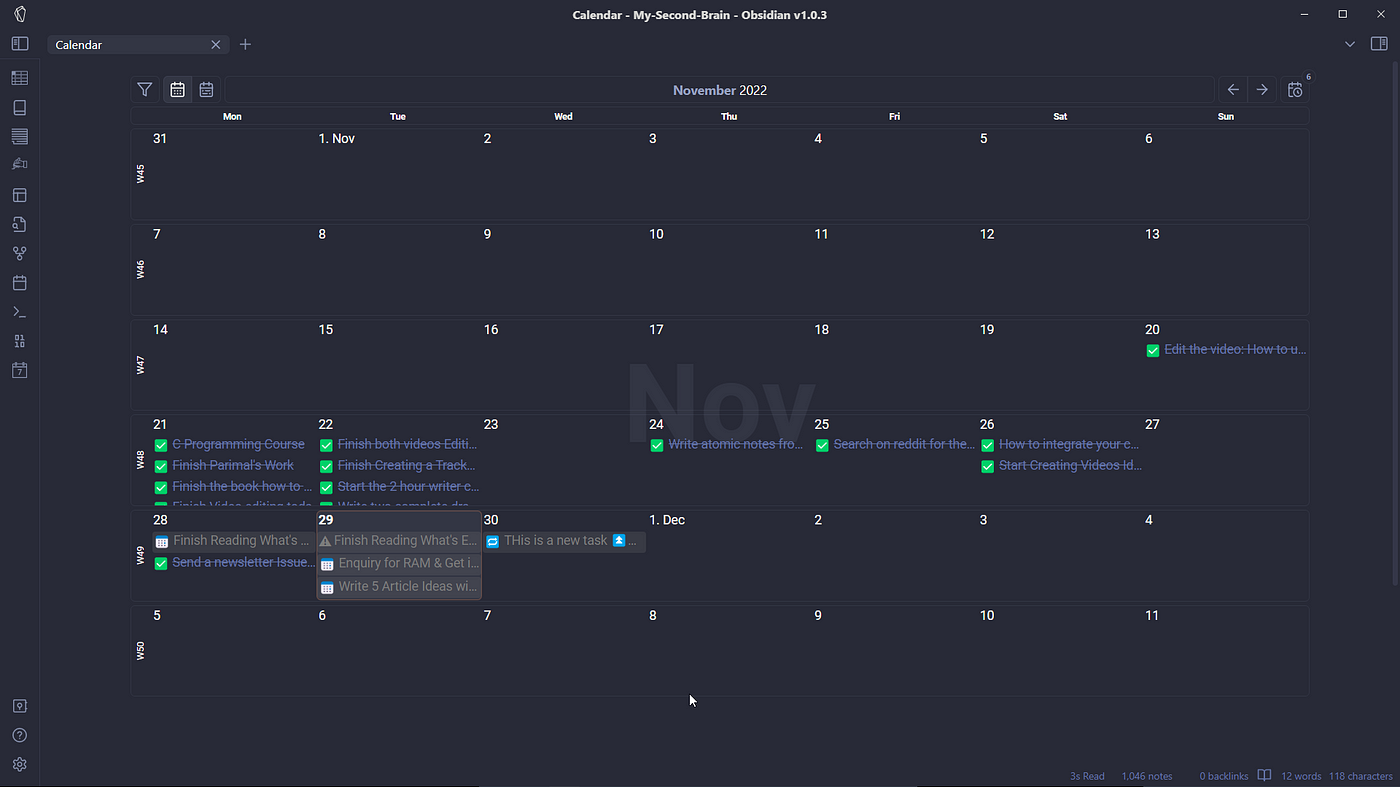 Calendar - My-Second-Brain - Obsidian v1.0.3
Calendar
November 2022
6
Mon Tue Wed Thu Fri Sat Sun
W45
31 1. Nov 2 3 4 5 6
W46
7 8 9 10 11 12 13
W47
14 15 16 17 18 19 20
Edit the video: How to u...
Nov
W48
21 22 23 24 25 26 27
C Programming Course Finish both videos Editi... Write atomic notes fro... Search on reddit for the... How to integrate your c...
Finish Parimal's Work Finish Creating a Track... Start Creating Videos Id...
Finish the book how to ... Start the 2 hour writer c...
Finish Video editing
W49
28 29 30 1. Dec 2 3 4
Finish Reading What's ... Finish Reading What's E... THis is a new task ...
Send a newsletter Issue... Enquiry for RAM & Get i...
Write 5 Article Ideas wi...
W50
5 6 7 8 9 10 11
7
3s Read 1,046 notes 0 backlinks 12 words 118 characters